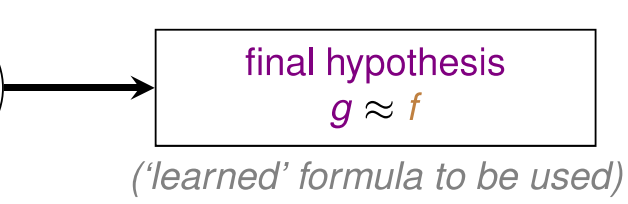 final hypothesis
g ≈ f
(‘learned’ formula to be used)